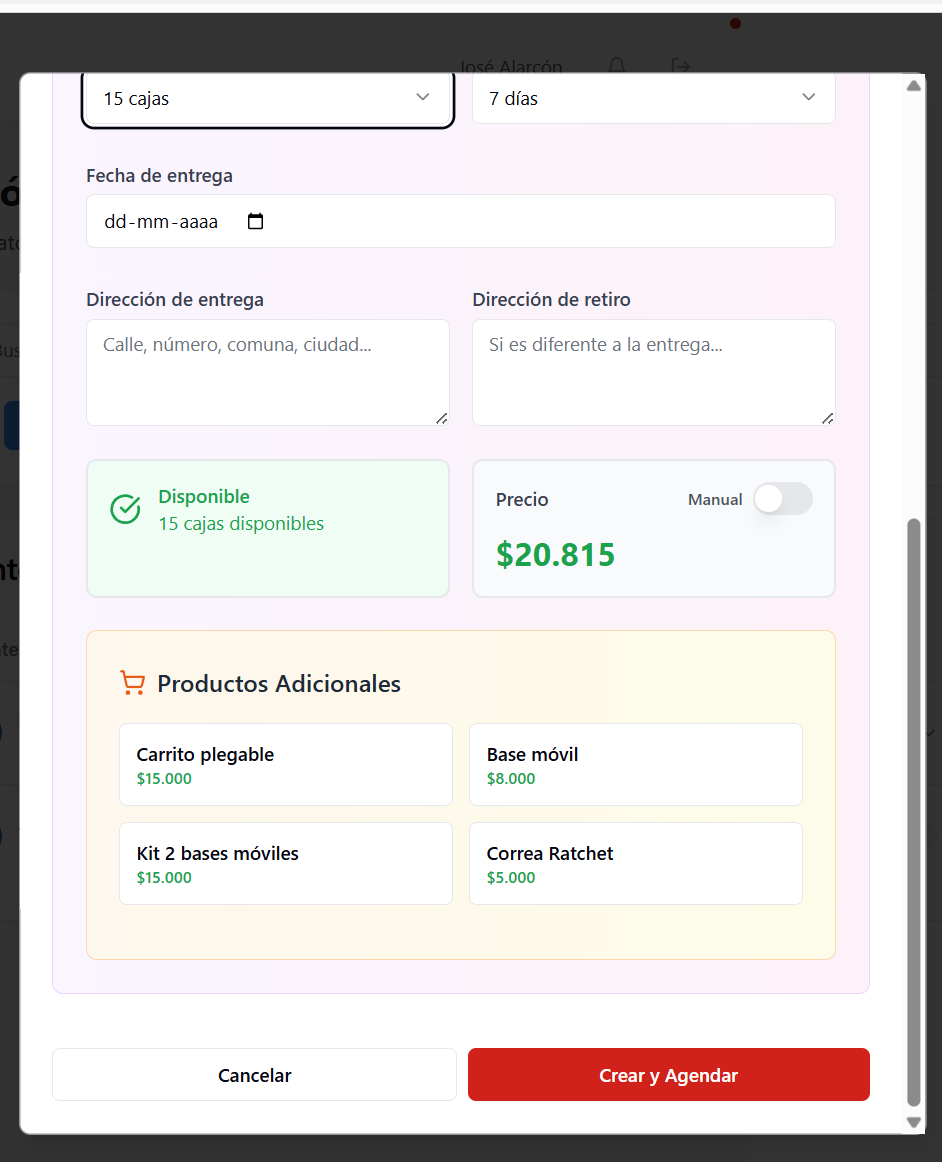 José Alarcón
15 cajas
7 días
Fecha de entrega
dd-mm-aaaa
Dirección de entrega
Dirección de retiro
Calle, número, comuna, ciudad...
Si es diferente a la entrega...
Disponible
15 cajas disponibles
Precio
Manual
$20.815
Productos Adicionales
Carrito plegable
$15.000
Base móvil
$8.000
Kit 2 bases móviles
$15.000
Correa Ratchet
$5.000
Cancelar
Crear y Agendar